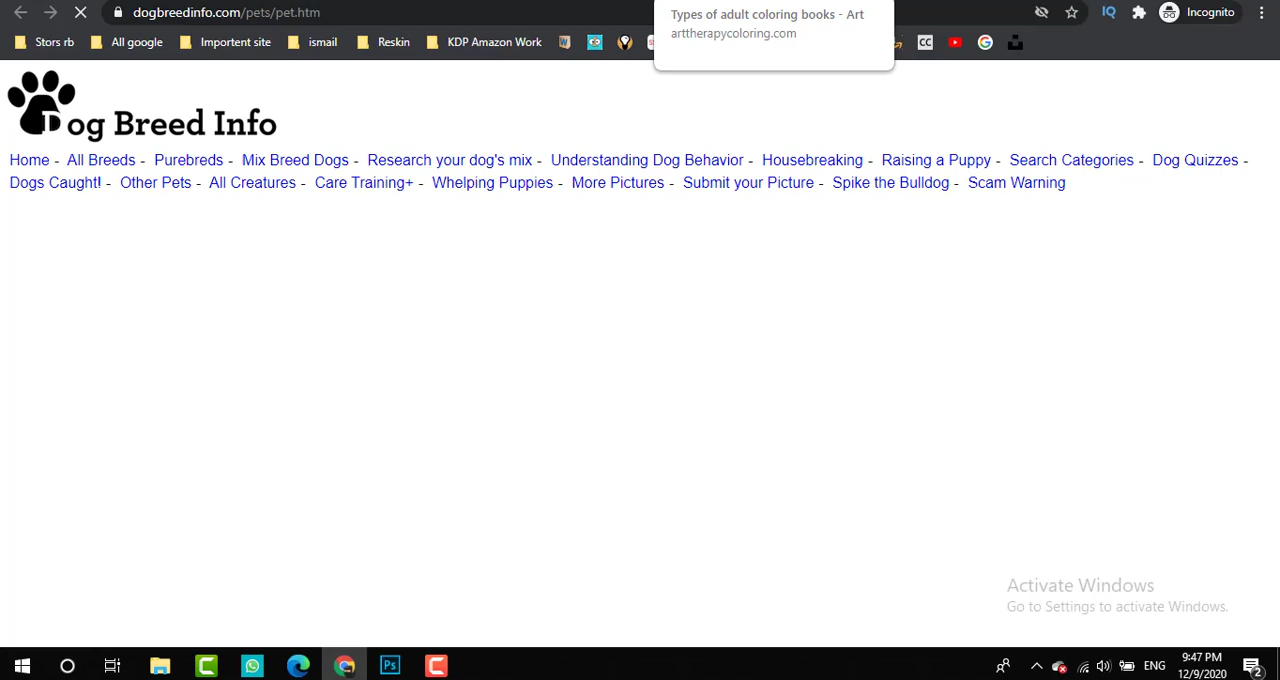 dogbreedinfo.com/pets/pet.htm
Types of adult coloring books - Art
arttherapycoloring.com
Incognito
Stors rb
All google
Importent site
ismail
Reskin
KDP Amazon Work
Dog Breed Info
Home - All Breeds - Purebreds - Mix Breed Dogs - Research your dog's mix - Understanding Dog Behavior - Housebreaking - Raising a Puppy - Search Categories - Dog Quizzes -
Dogs Caught! - Other Pets - All Creatures - Care Training+ - Whelping Puppies - More Pictures - Submit your Picture - Spike the Bulldog - Scam Warning
Activate Windows
Go to Settings to activate Windows.
ENG
9:47 PM
12/9/2020
2